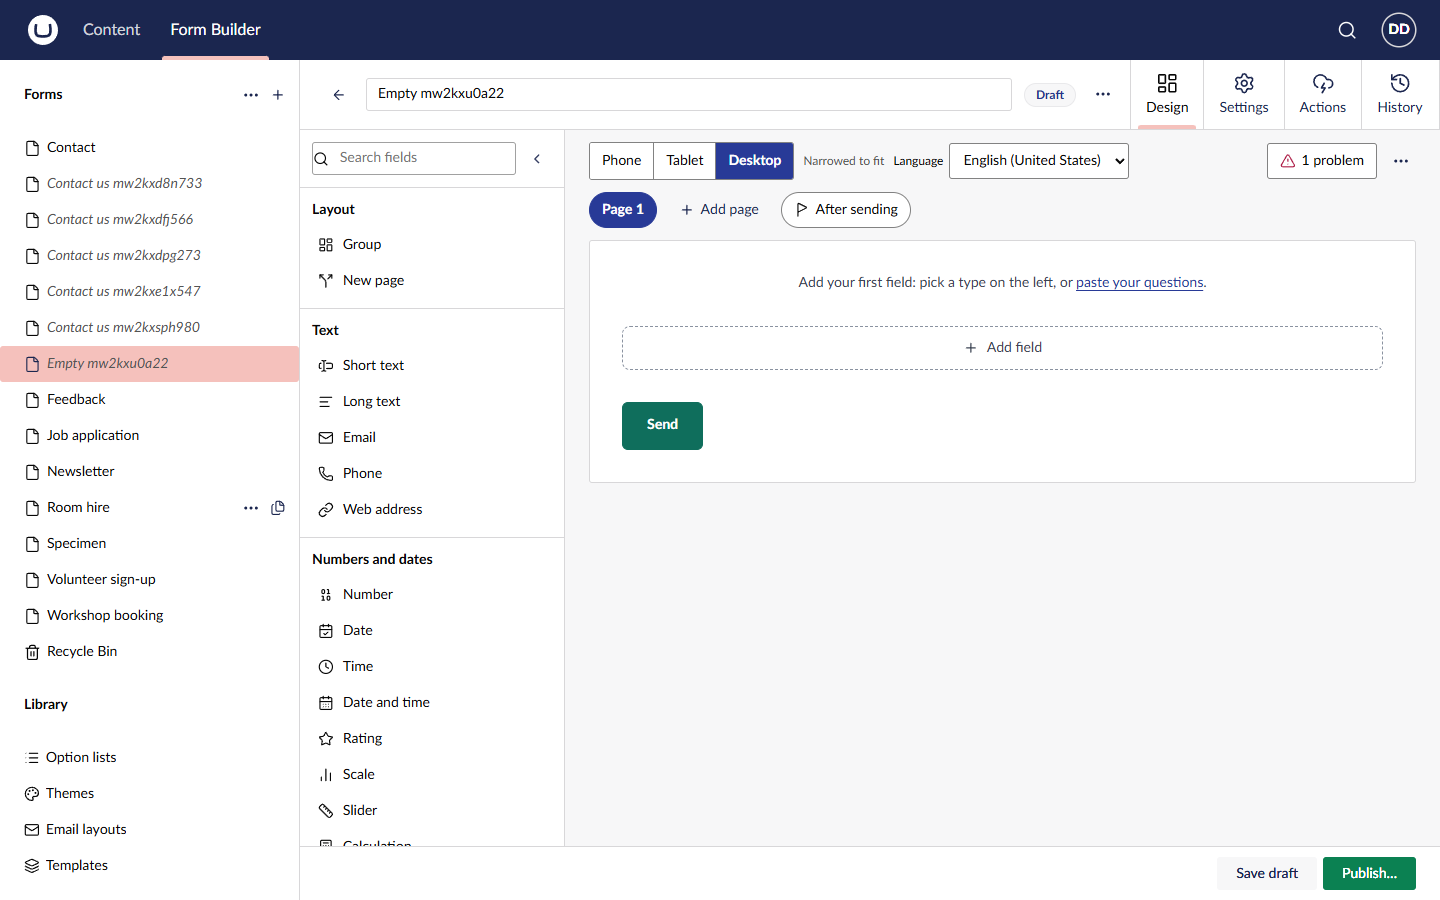 Content
Form Builder
DD
Forms
Contact
Contact us mw2kxd8n733
Contact us mw2kxdfj566
Contact us mw2kxdpg273
Contact us mw2kxe1x547
Contact us mw2kxsph980
Empty mw2kxu0a22
Feedback
Job application
Newsletter
Room hire
Specimen
Volunteer sign-up
Workshop booking
Recycle Bin
Library
Option lists
Themes
Email layouts
Templates
Empty mw2kxu0a22
Draft
Design
Settings
Actions
History
Search fields
Layout
Group
New page
Text
Short text
Long text
Email
Phone
Web address
Numbers and dates
Number
Date
Time
Date and time
Rating
Scale
Slider
Calculation
Phone
Tablet
Desktop
Narrowed to fit
Language
English (United States)
1 problem
Page 1
Add page
After sending
Add your first field: pick a type on the left, or paste your questions.
Add field
Send
Save draft
Publish...